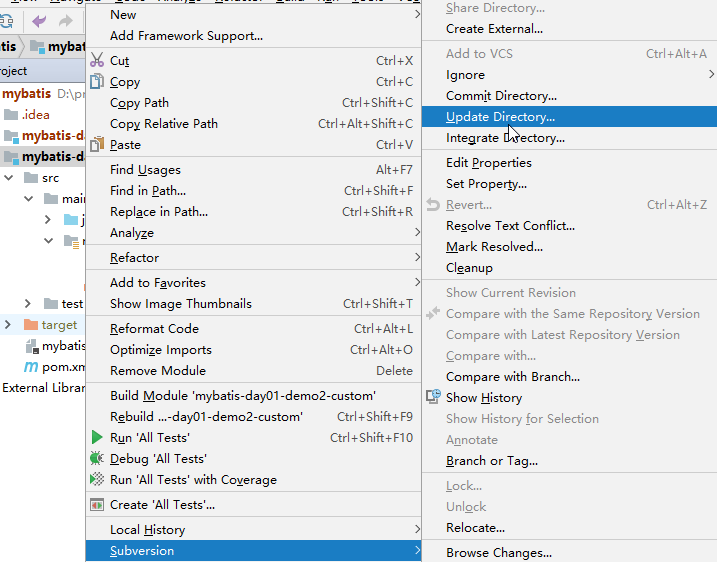 New
Add Framework Support...
Cut Ctrl+X
Copy Ctrl+C
Copy Path Ctrl+Shift+C
Copy Relative Path Ctrl+Alt+Shift+C
Paste Ctrl+V
Find Usages Alt+F7
Find in Path... Ctrl+Shift+F
Replace in Path... Ctrl+Shift+R
Analyze
Refactor
Add to Favorites
Show Image Thumbnails Ctrl+Shift+T
Reformat Code Ctrl+Alt+L
Optimize Imports Ctrl+Alt+O
Remove Module Delete
Build Module 'mybatis-day01-demo2-custom'
Rebuild ...-day01-demo2-custom' Ctrl+Shift+F9
Run 'All Tests' Ctrl+Shift+F10
Debug 'All Tests'
Run 'All Tests' with Coverage
Create 'All Tests'...
Local History
Subversion
Share Directory...
Create External...
Add to VCS Ctrl+Alt+A
Ignore
Commit Directory...
Update Directory...
Integrate Directory...
Edit Properties
Set Property...
Revert... Ctrl+Alt+Z
Resolve Text Conflict...
Mark Resolved...
Cleanup
Show Current Revision
Compare with the Same Repository Version
Compare with Latest Repository Version
Compare with...
Compare with Branch...
Show History
Show History for Selection
Annotate
Branch or Tag...
Lock...
Unlock
Relocate...
Browse Changes...
tis
myba
roject
mybatis D:\pr
.idea
mybatis-da
mybatis-da
src
main
j
r
test
target
mybatis
pom.xm
External Librar